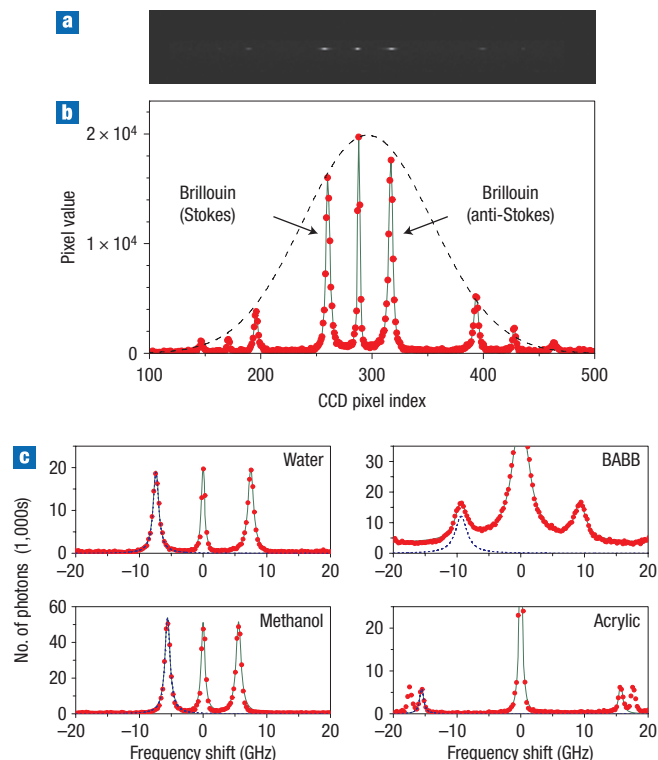 a
b
2 × 10⁴
1 × 10⁴
0
Pixel value
Brillouin
(Stokes)
Brillouin
(anti-Stokes)
100 200 300 400 500
CCD pixel index
c
No. of photons (1,000s)
Water
20
10
0
−20 −10 0 10 20
BABB
30
20
10
0
−20 −10 0 10 20
Methanol
60
40
20
0
−20 −10 0 10 20
Frequency shift (GHz)
Acrylic
20
10
0
−20 −10 0 10 20
Frequency shift (GHz)